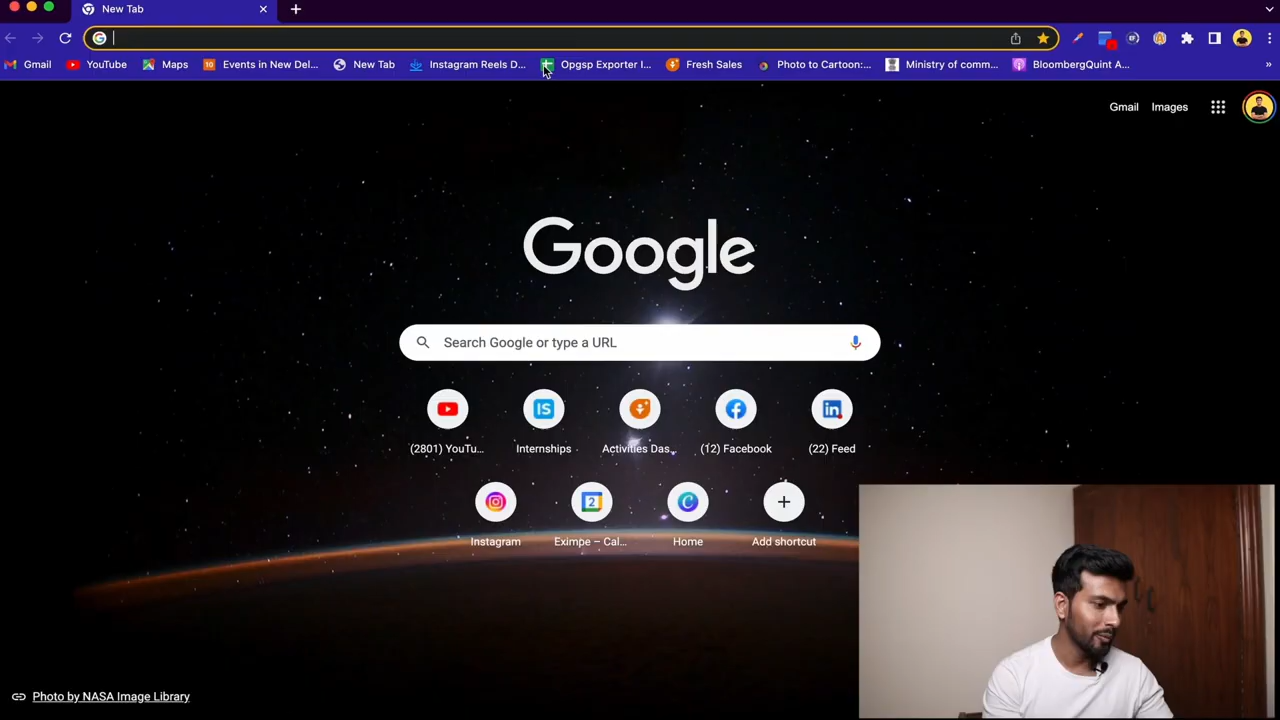 New Tab
Gmail YouTube Maps Events in New Del... New Tab Instagram Reels D... Opgsp Exporter I... Fresh Sales Photo to Cartoon:... Ministry of comm... BloombergQuint A... »
Gmail Images
Google
Search Google or type a URL
(2801) YouTu... Internships Activities Das... (12) Facebook (22) Feed
Instagram Eximpe – Cal... Home Add shortcut
Photo by NASA Image Library